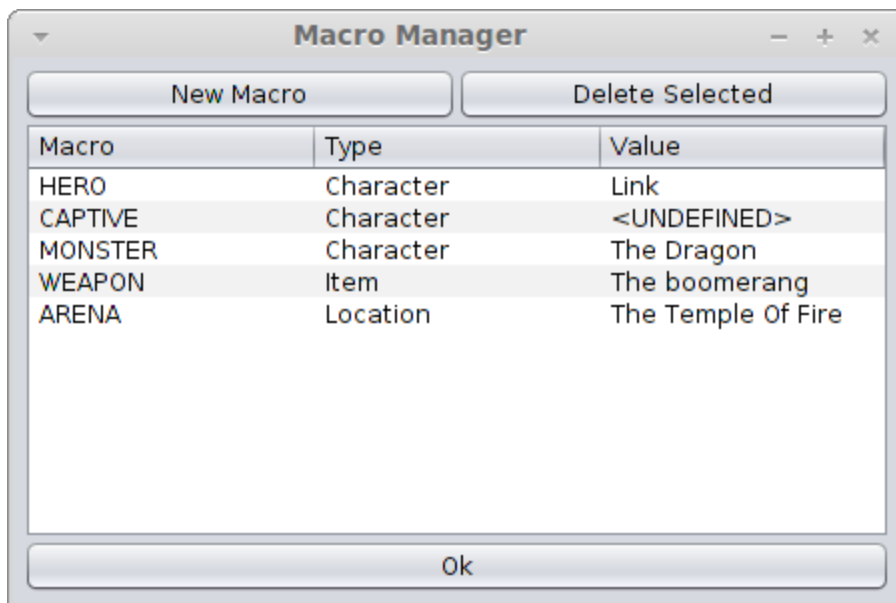 Macro Manager
New Macro Delete Selected
Macro Type Value
HERO Character Link
CAPTIVE Character <UNDEFINED>
MONSTER Character The Dragon
WEAPON Item The boomerang
ARENA Location The Temple Of Fire
Ok